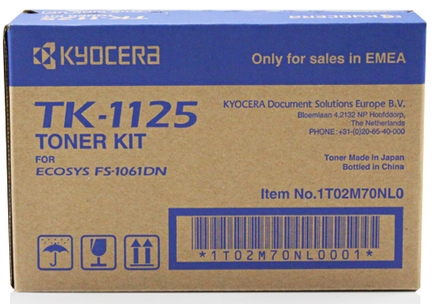 KYOCERA
Only for sales in EMEA
TK-1125
TONER KIT
FOR
ECOSYS FS-1061DN
KYOCERA Document Solutions Europe B.V.
Bloemlaan 4,2132 NP Hoofddorp,
The Netherlands
PHONE: +31-(0)20-65-40-000
Toner Made in Japan
Bottled in China
Item No.1T02M70NL0
*1T02M70NL0001*